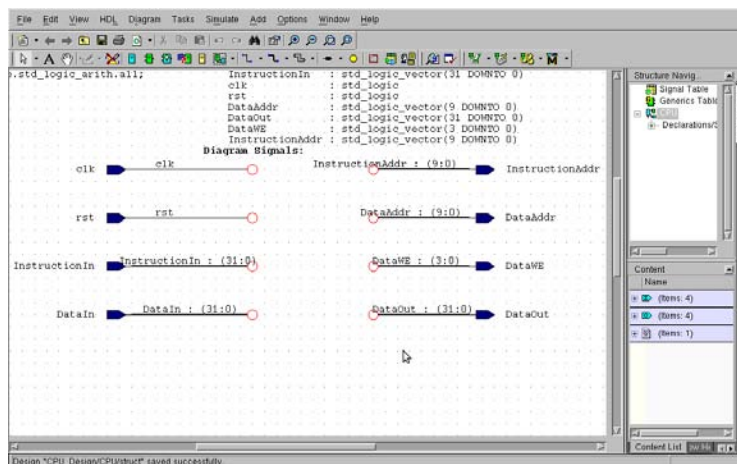 File Edit View HDL Diagram Tasks Simulate Add Options Window Help
.std_logic_arith.all;
InstructionIn : std_logic_vector(31 DOWNTO 0)
clk : std_logic
rst : std_logic
DataAddr : std_logic_vector(9 DOWNTO 0)
DataOut : std_logic_vector(31 DOWNTO 0)
DataWE : std_logic_vector(3 DOWNTO 0)
InstructionAddr : std_logic_vector(9 DOWNTO 0)
Diagram Signals:
clk clk InstructionAddr : (9:0) InstructionAddr
rst rst DataAddr : (9:0) DataAddr
InstructionIn InstructionIn : (31:0) DataWE : (3:0) DataWE
DataIn DataIn : (31:0) DataOut : (31:0) DataOut
Structure Navig...
Signal Table
Generics Table
CPU
Declarations/
Content
Name
(Items: 4)
(Items: 4)
(Items: 1)
Content List
Design "CPU_Design/CPU/struct" saved successfully.